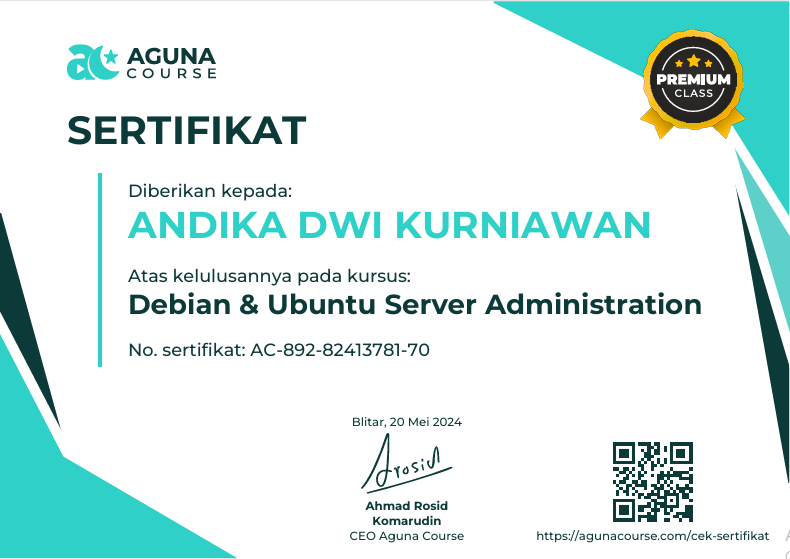 AGUNA
COURSE
PREMIUM
CLASS
SERTIFIKAT
Diberikan kepada:
ANDIKA DWI KURNIAWAN
Atas kelulusannya pada kursus:
Debian & Ubuntu Server Administration
No. sertifikat: AC-892-82413781-70
Blitar, 20 Mei 2024
Arosid
Ahmad Rosid
Komarudin
CEO Aguna Course
https://agunacourse.com/cek-sertifikat